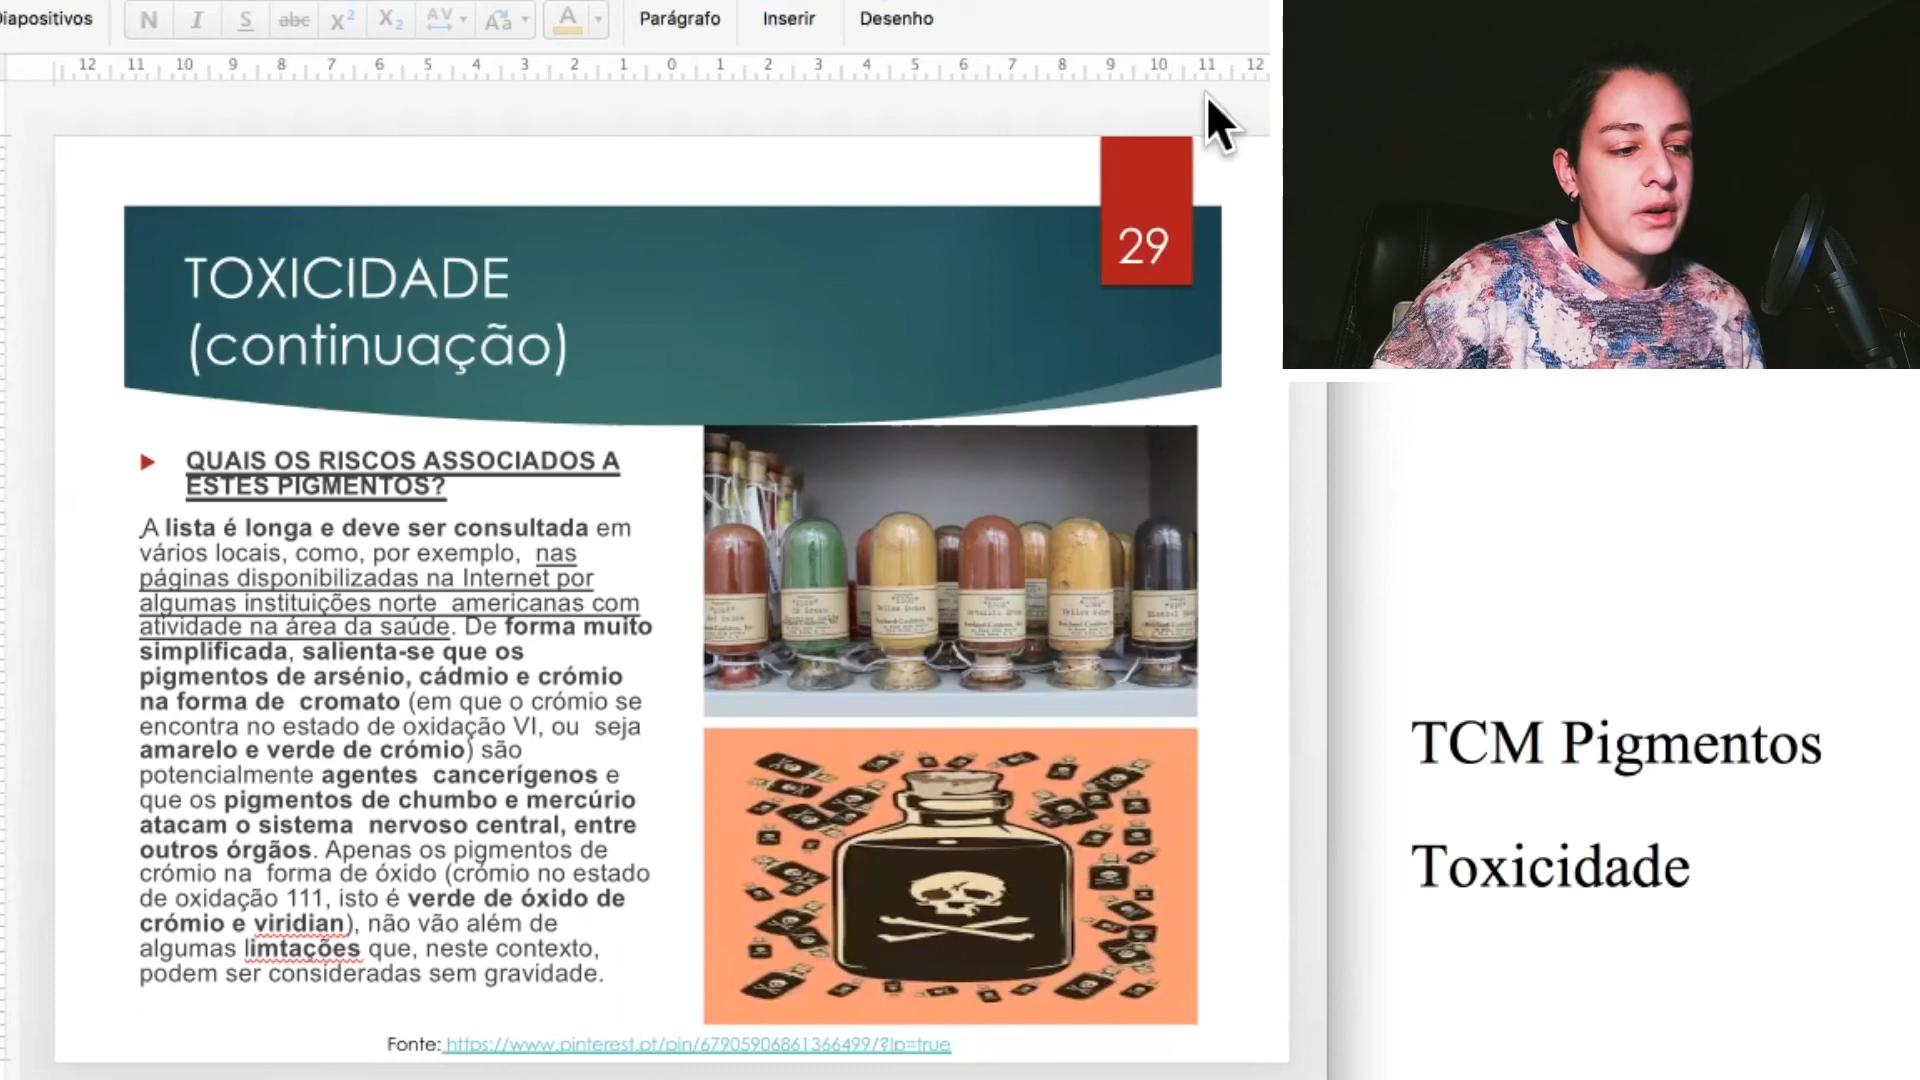 Diapositivos
N I S abc X² X₂ AV Aa A
Parágrafo Inserir Desenho
12 11 10 9 8 7 6 5 4 3 2 1 0 1 2 3 4 5 6 7 8 9 10 11 12
29
TOXICIDADE
(continuação)
QUAIS OS RISCOS ASSOCIADOS A
ESTES PIGMENTOS?
A lista é longa e deve ser consultada em
vários locais, como, por exemplo, nas
páginas disponibilizadas na Internet por
algumas instituições norte americanas com
atividade na área da saúde. De forma muito
simplificada, salienta-se que os
pigmentos de arsénio, cádmio e crómio
na forma de cromato (em que o crómio se
encontra no estado de oxidação VI, ou seja
amarelo e verde de crómio) são
potencialmente agentes cancerígenos e
que os pigmentos de chumbo e mercúrio
atacam o sistema nervoso central, entre
outros órgãos. Apenas os pigmentos de
crómio na forma de óxido (crómio no estado
de oxidação 111, isto é verde de óxido de
crómio e viridian), não vão além de
algumas limtações que, neste contexto,
podem ser consideradas sem gravidade.
Fonte: https://www.pinterest.pt/pin/67905906861366499/?lp=true
TCM Pigmentos
Toxicidade